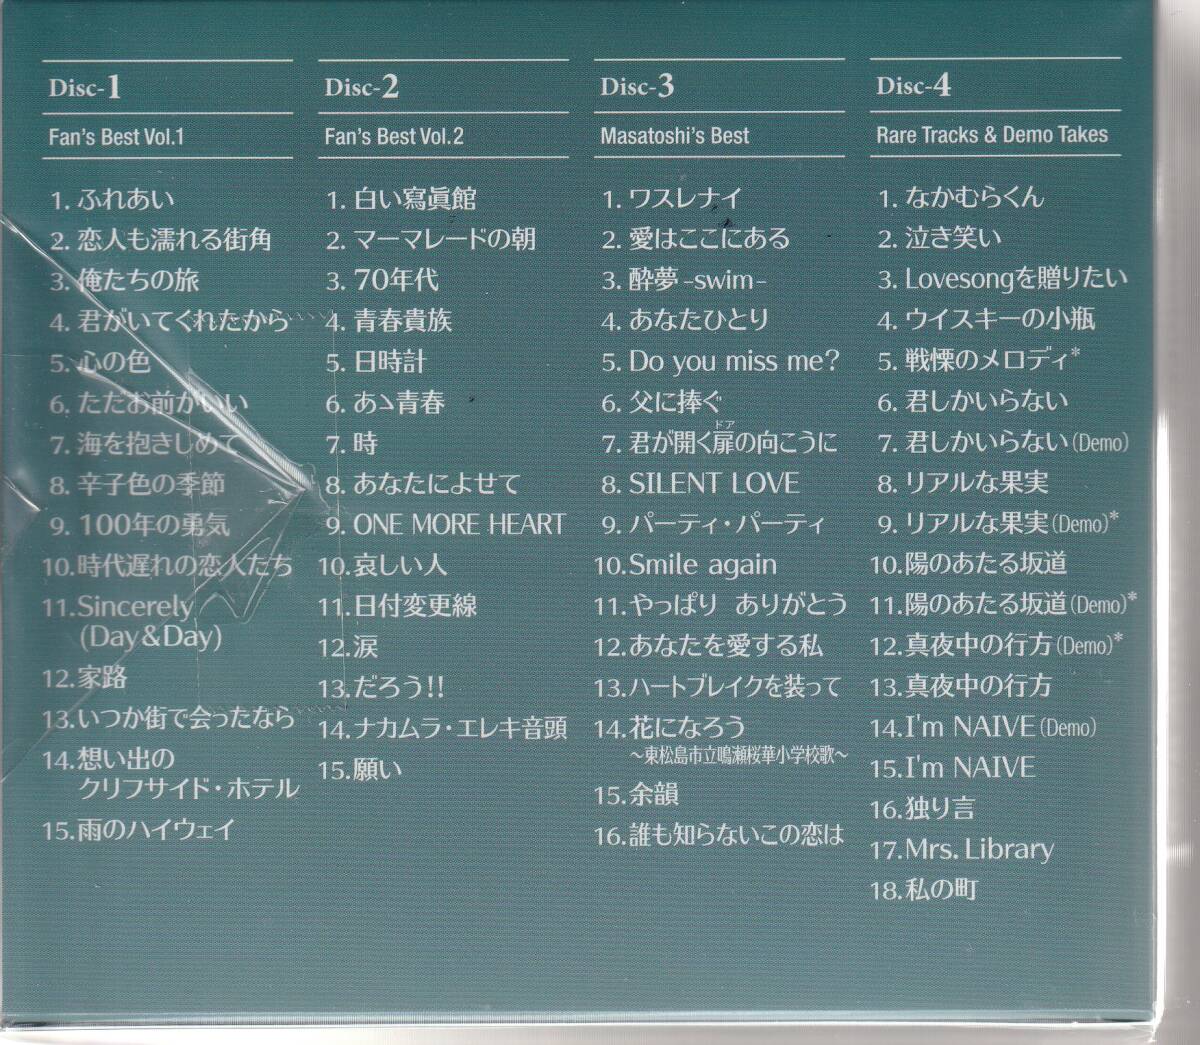 Disc-1
Fan's Best Vol.1
1. ふれあい
2. 恋人も濡れる街角
3. 俺たちの旅
4. 君がいてくれたから
5. 心の色
6. ただお前がいい
7. 海を抱きしめて
8. 辛子色の季節
9. 100年の勇気
10. 時代遅れの恋人たち
11. Sincerely
(Day&Day)
12. 家路
13. いつか街で会ったなら
14. 想い出の
クリフサイド・ホテル
15. 雨のハイウェイ
Disc-2
Fan's Best Vol.2
1. 白い寫眞館
2. マーマレードの朝
3. 70年代
4. 青春貴族
5. 日時計
6. あゝ青春
7. 時
8. あなたによせて
9. ONE MORE HEART
10. 哀しい人
11. 日付変更線
12. 涙
13. だろう!!
14. ナカムラ・エレキ音頭
15. 願い
Disc-3
Masatoshi's Best
1. ワスレナイ
2. 愛はここにある
3. 酔夢-swim-
4. あなたひとり
5. Do you miss me?
6. 父に捧ぐ
ドア
7. 君が開く扉の向こうに
8. SILENT LOVE
9. パーティ・パーティ
10. Smile again
11. やっぱり ありがとう
12. あなたを愛する私
13. ハートブレイクを装って
14. 花になろう
～東松島市立鳴瀬桜華小学校歌～
15. 余韻
16. 誰も知らないこの恋は
Disc-4
Rare Tracks & Demo Takes
1. なかむらくん
2. 泣き笑い
3. Lovesongを贈りたい
4. ウイスキーの小瓶
5. 戦慄のメロディ*
6. 君しかいらない
7. 君しかいらない(Demo)
8. リアルな果実
9. リアルな果実(Demo)*
10. 陽のあたる坂道
11. 陽のあたる坂道(Demo)*
12. 真夜中の行方(Demo)*
13. 真夜中の行方
14. I'm NAIVE(Demo)
15. I'm NAIVE
16. 独り言
17. Mrs. Library
18. 私の町